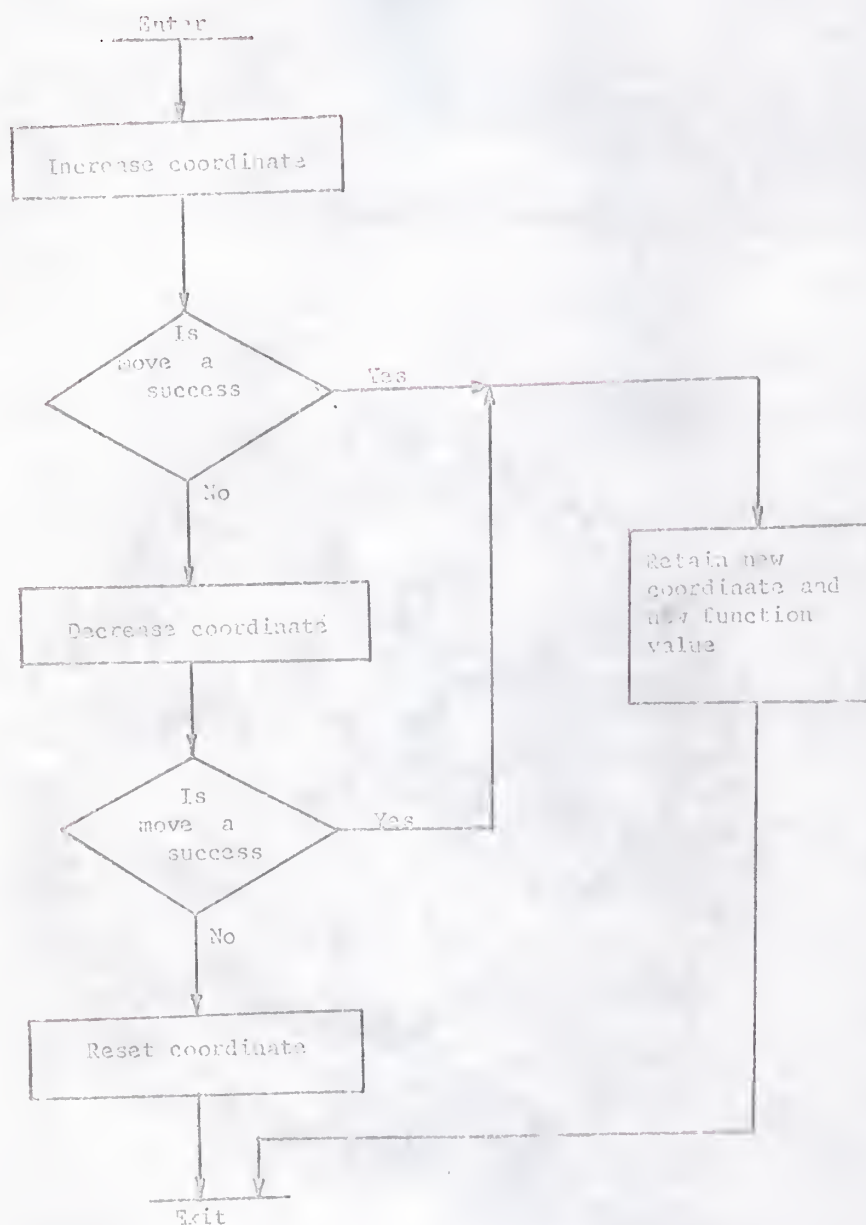 Enter
Increase coordinate
Is
move a
success
Yes
No
Retain new
coordinate and
new function
value
Decrease coordinate
Is
move a
success
Yes
No
Reset coordinate
Exit